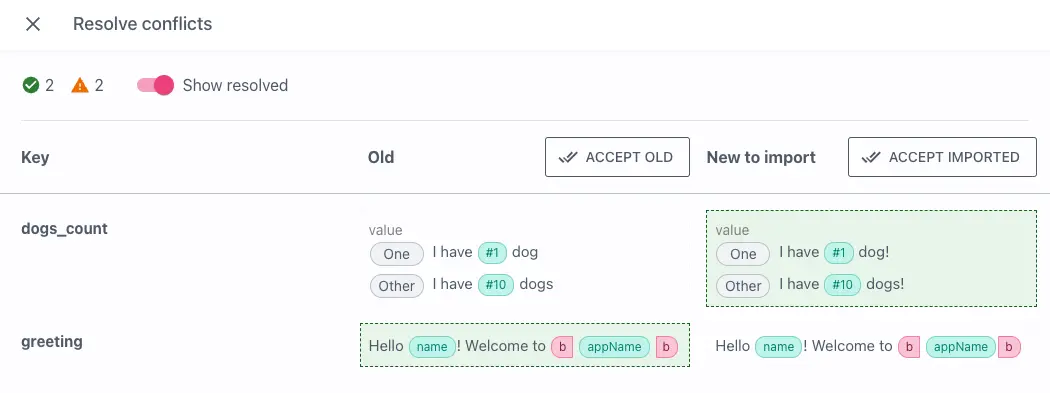 Resolve conflicts
2 2 Show resolved
Key Old ACCEPT OLD New to import ACCEPT IMPORTED
dogs_count value value
One I have #1 dog One I have #1 dog!
Other I have #10 dogs Other I have #10 dogs!
greeting Hello name! Welcome to b appName b Hello name! Welcome to b appName b